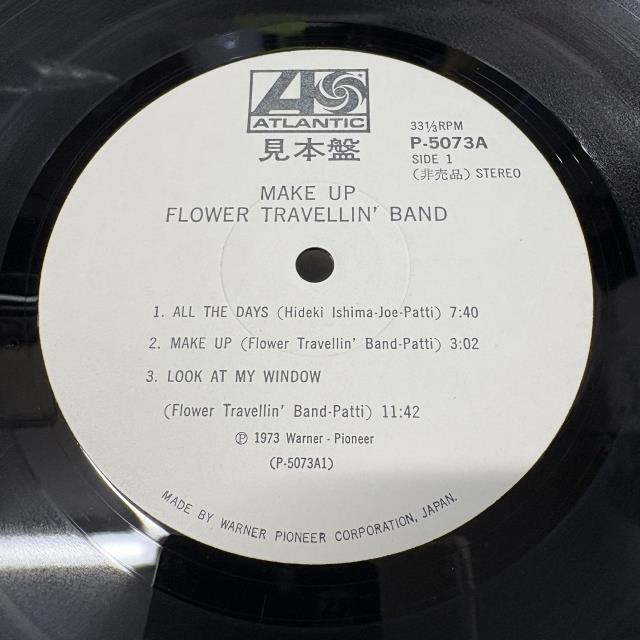 ATLANTIC
見本盤
33⅓RPM
P-5073A
SIDE 1
(非売品) STEREO
MAKE UP
FLOWER TRAVELLIN' BAND
1. ALL THE DAYS (Hideki Ishima-Joe-Patti) 7:40
2. MAKE UP (Flower Travellin' Band-Patti) 3:02
3. LOOK AT MY WINDOW
(Flower Travellin' Band-Patti) 11:42
Ⓟ 1973 Warner - Pioneer
(P-5073A1)
MADE BY WARNER PIONEER CORPORATION, JAPAN.